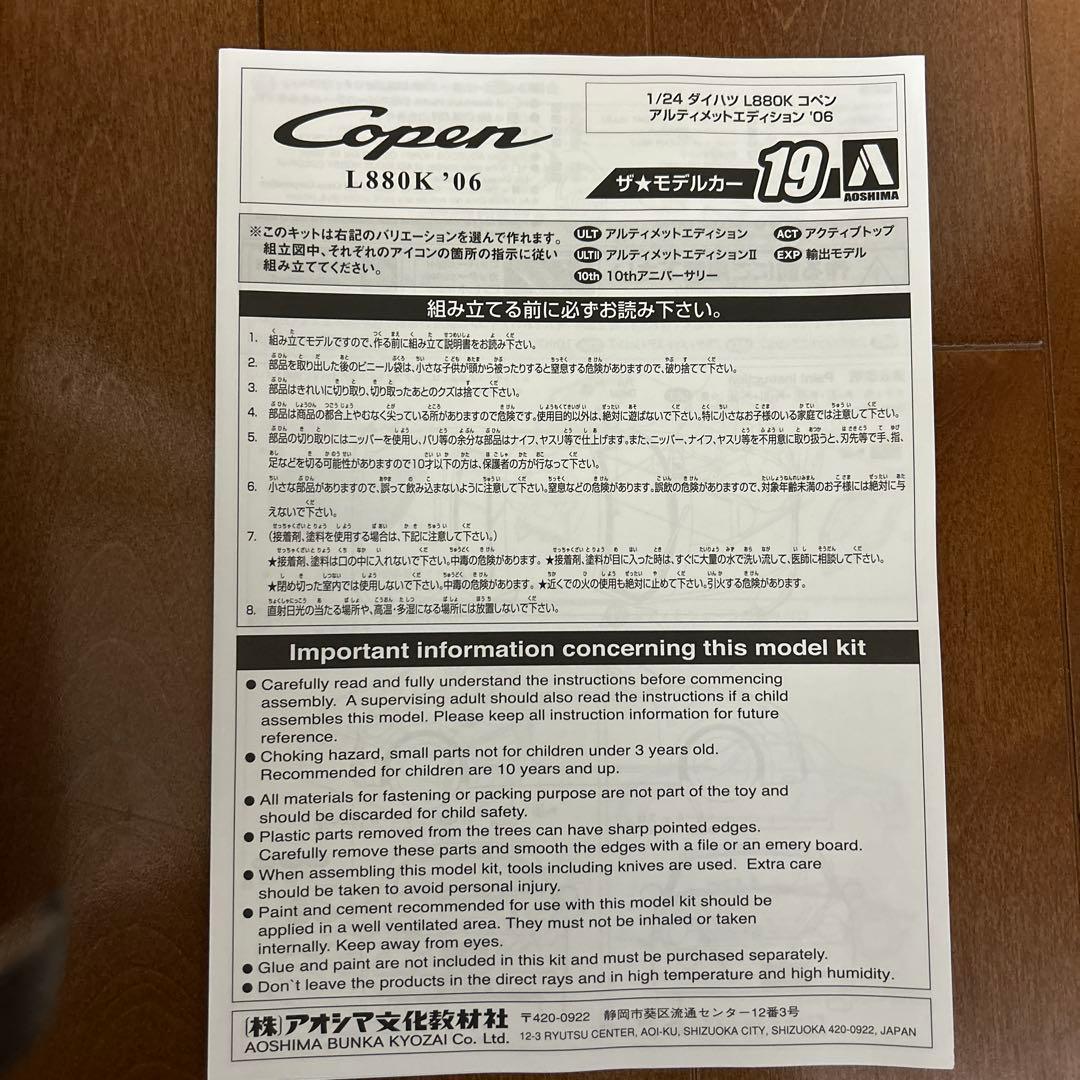 Copen
L880K '06
1/24 ダイハツ L880K コペン
アルティメットエディション '06
ザ★モデルカー 19
AOSHIMA
※このキットは右記のバリエーションを選んで作れます。
組立図中、それぞれのアイコンの箇所の指示に従い
組み立ててください。
ULT アルティメットエディション
ACT アクティブトップ
ULTII アルティメットエディションII
EXP 輸出モデル
10th 10thアニバーサリー
組み立てる前に必ずお読み下さい。
1. 組み立てモデルですので、作る前に組み立て説明書をお読み下さい。
2. 部品を取り出した後のビニール袋は、小さな子供が頭から被ったりすると窒息する危険がありますので、破り捨て下さい。
3. 部品はきれいに切り取り、切り取ったあとのクズは捨てて下さい。
4. 部品は商品の都合上やむなく尖っている所がありますので危険です。使用目的以外は、絶対に遊ばないで下さい。特に小さなお子様のいる家庭では注意して下さい。
5. 部品の切り取りにはニッパーを使用し、バリ等の余分な部品はナイフ、ヤスリ等で仕上げます。また、ニッパー、ナイフ、ヤスリ等を不用意に取り扱うと、刃先等で手、指、
足などを切る可能性がありますので10才以下の方は、保護者の方が行なって下さい。
6. 小さな部品がありますので、誤って飲み込まないように注意して下さい。窒息などの危険があります。誤飲の危険がありますので、対象年齢未満のお子様には絶対に与
えないで下さい。
7. (接着剤、塗料を使用する場合は、下記に注意して下さい。)
★接着剤、塗料は口の中に入れないで下さい。中毒の危険があります。★接着剤、塗料が目に入った時は、すぐに大量の水で洗い流して、医師に相談して下さい。
★閉め切った室内では使用しないで下さい。中毒の危険があります。★近くでの火の使用も絶対に止めて下さい。引火する危険があります。
8. 直射日光の当たる場所や、高温・多湿になる場所には放置しないで下さい。
Important information concerning this model kit
● Carefully read and fully understand the instructions before commencing
assembly. A supervising adult should also read the instructions if a child
assembles this model. Please keep all instruction information for future
reference.
● Choking hazard, small parts not for children under 3 years old.
Recommended for children are 10 years and up.
● All materials for fastening or packing purpose are not part of the toy and
should be discarded for child safety.
● Plastic parts removed from the trees can have sharp pointed edges.
Carefully remove these parts and smooth the edges with a file or an emery board.
● When assembling this model kit, tools including knives are used. Extra care
should be taken to avoid personal injury.
● Paint and cement recommended for use with this model kit should be
applied in a well ventilated area. They must not be inhaled or taken
internally. Keep away from eyes.
● Glue and paint are not included in this kit and must be purchased separately.
● Don`t leave the products in the direct rays and in high temperature and high humidity.
(株)アオシマ文化教材社
AOSHIMA BUNKA KYOZAI Co. Ltd.
〒420-0922 静岡市葵区流通センター12番3号
12-3 RYUTSU CENTER, AOI-KU, SHIZUOKA CITY, SHIZUOKA 420-0922, JAPAN